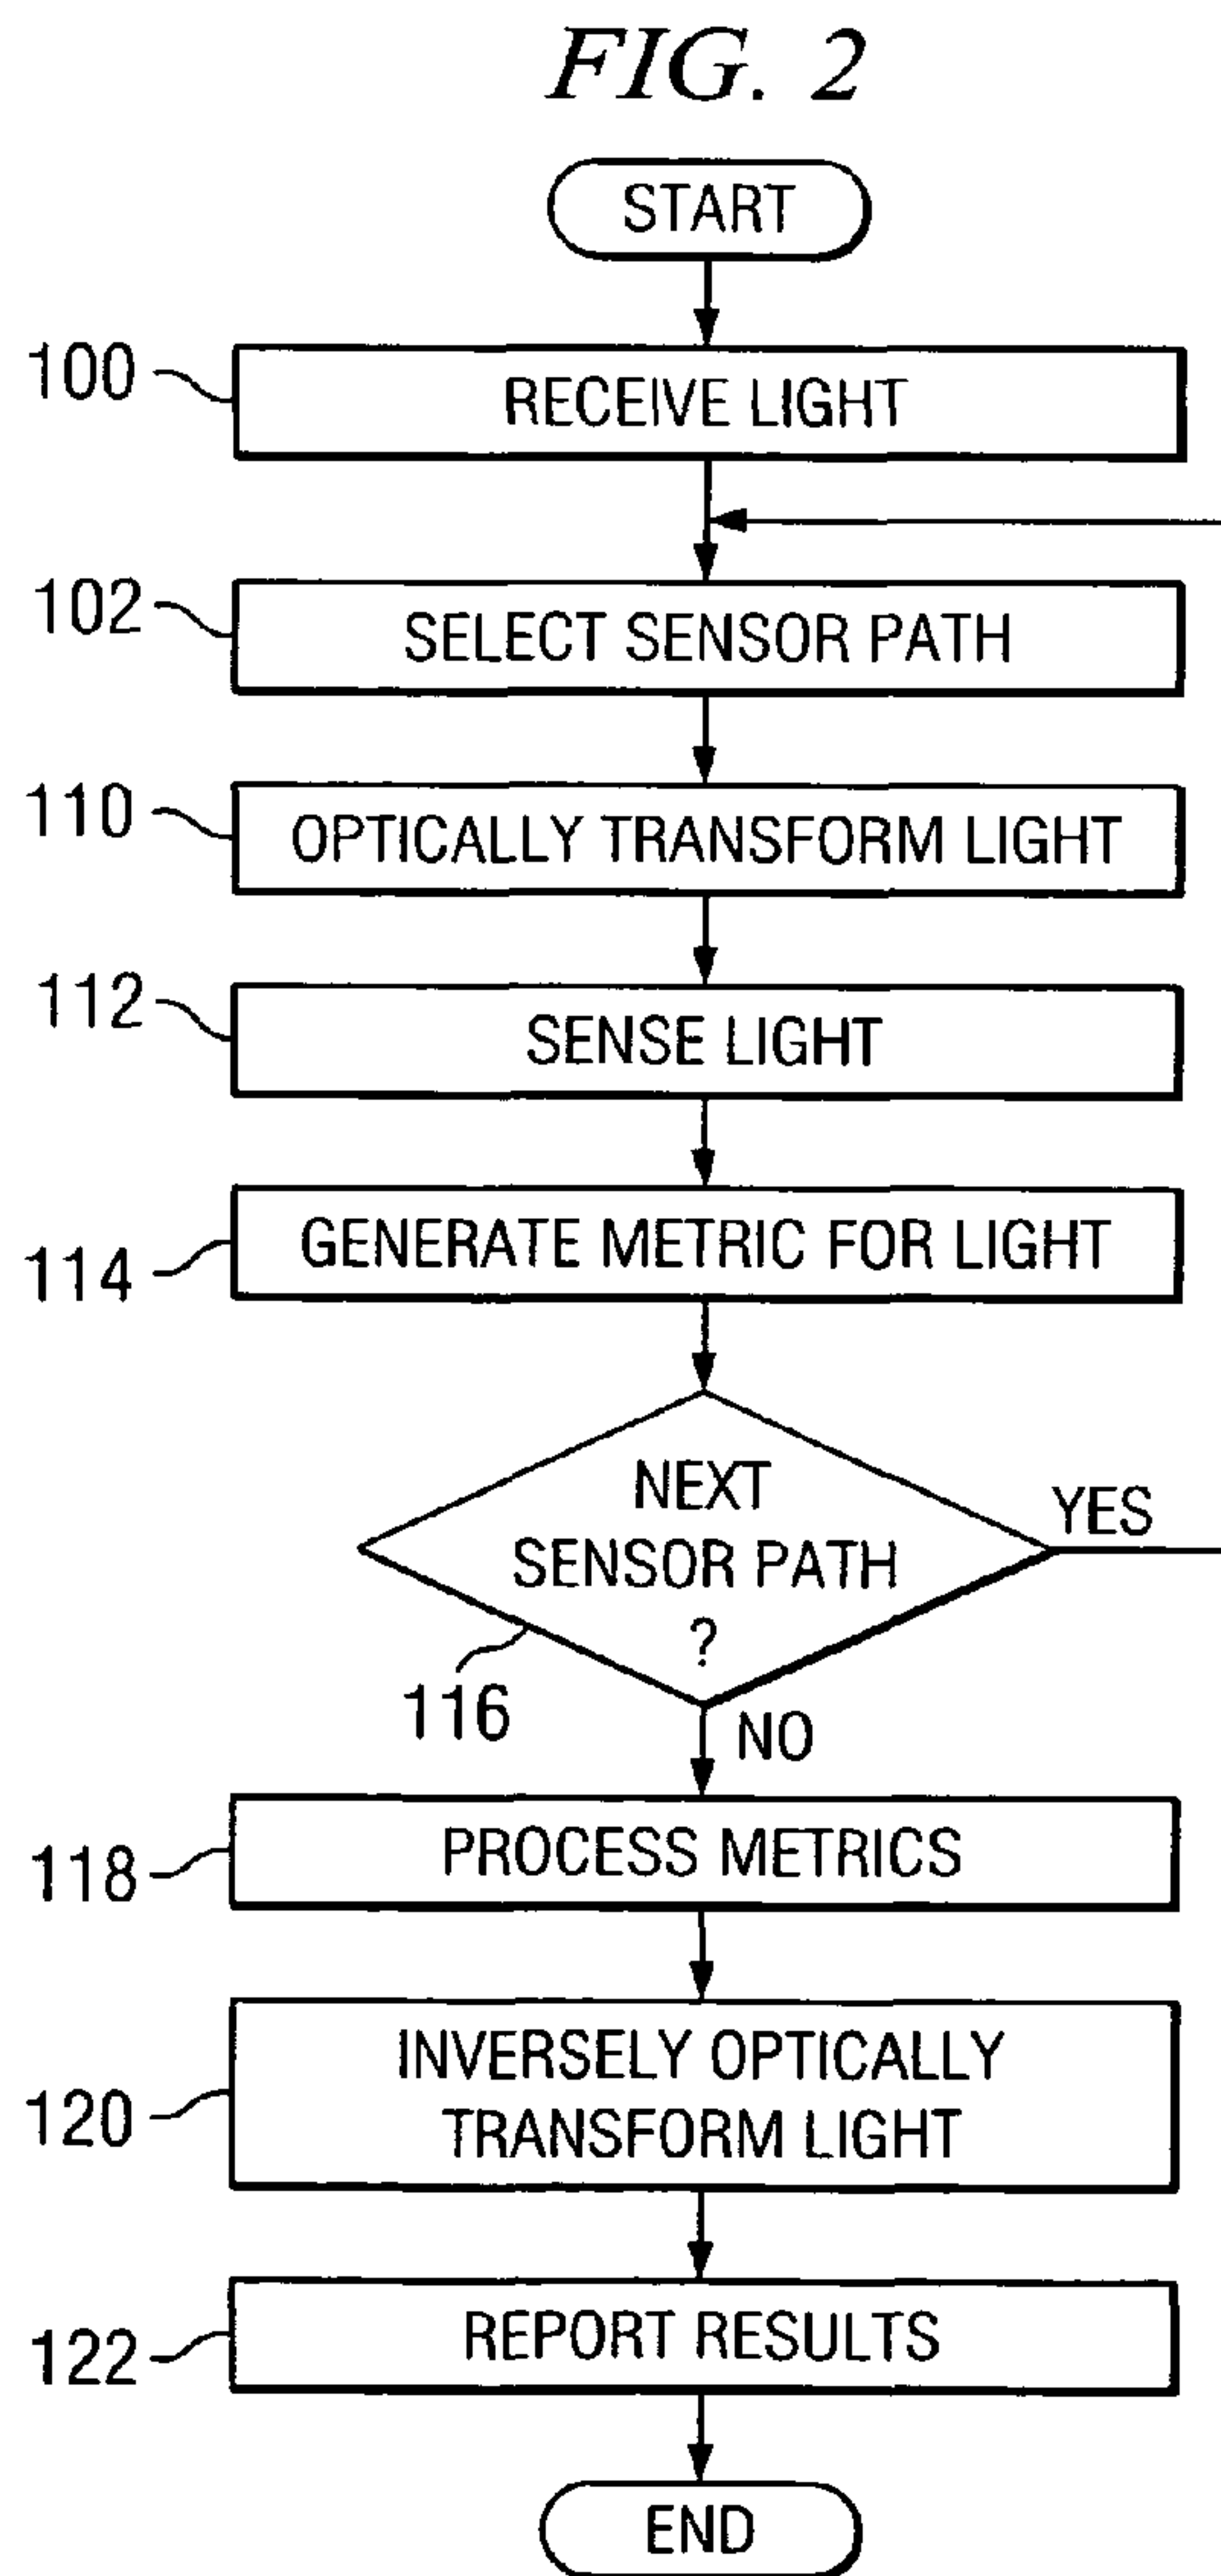 FIG. 2
START
100
RECEIVE LIGHT
102
SELECT SENSOR PATH
110
OPTICALLY TRANSFORM LIGHT
112
SENSE LIGHT
114
GENERATE METRIC FOR LIGHT
NEXT
SENSOR PATH
?
YES
116
NO
118
PROCESS METRICS
120
INVERSELY OPTICALLY
TRANSFORM LIGHT
122
REPORT RESULTS
END